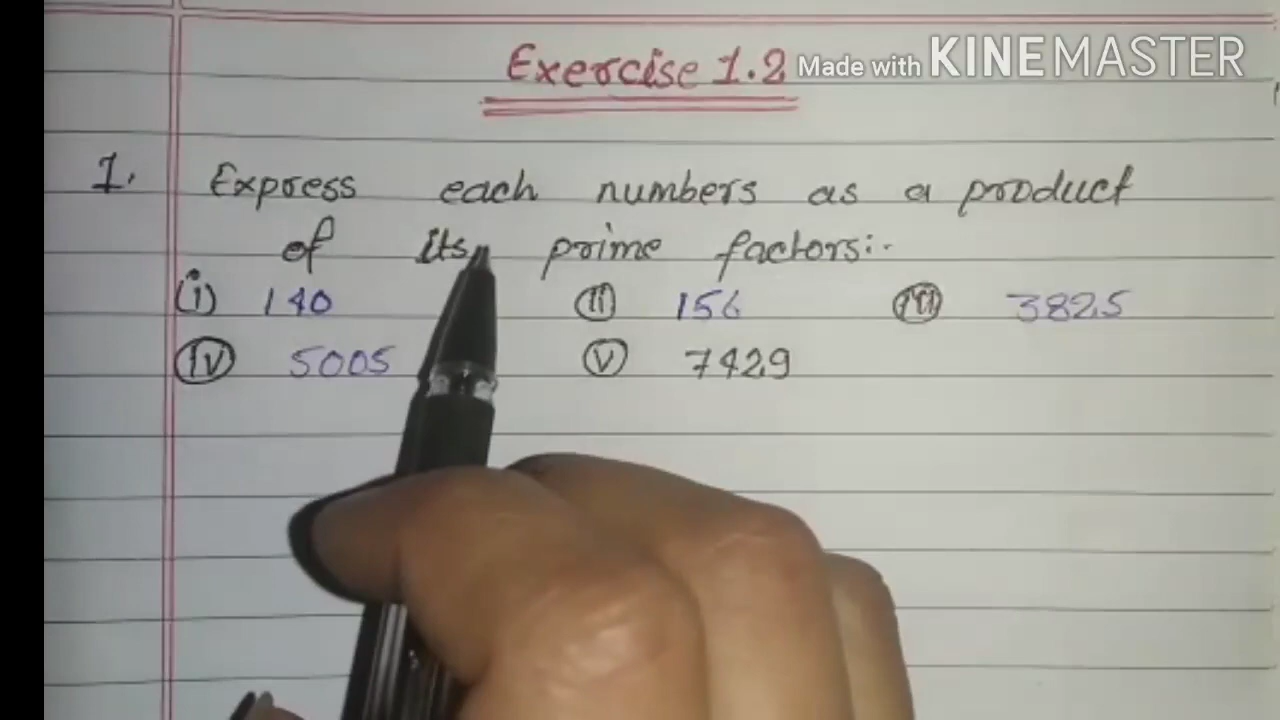 Exercise 1.2
Made with KINEMASTER
1. Express each numbers as a product
of its prime factors:-
(i) 140 (ii) 156 (iii) 3825
(iv) 5005 (v) 7429